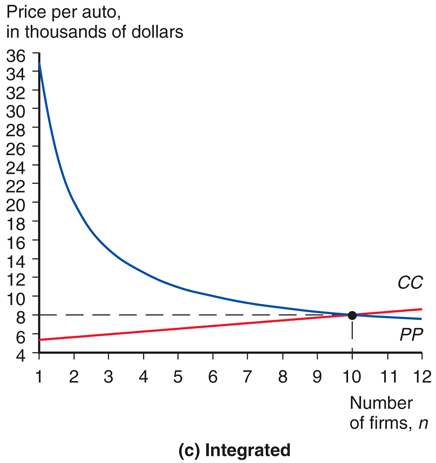 Price per auto,
in thousands of dollars
36
34
32
30
28
26
24
22
20
18
16
14
12
10
8
6
4
CC
PP
1 2 3 4 5 6 7 8 9 10 11 12
Number
of firms, n
(c) Integrated